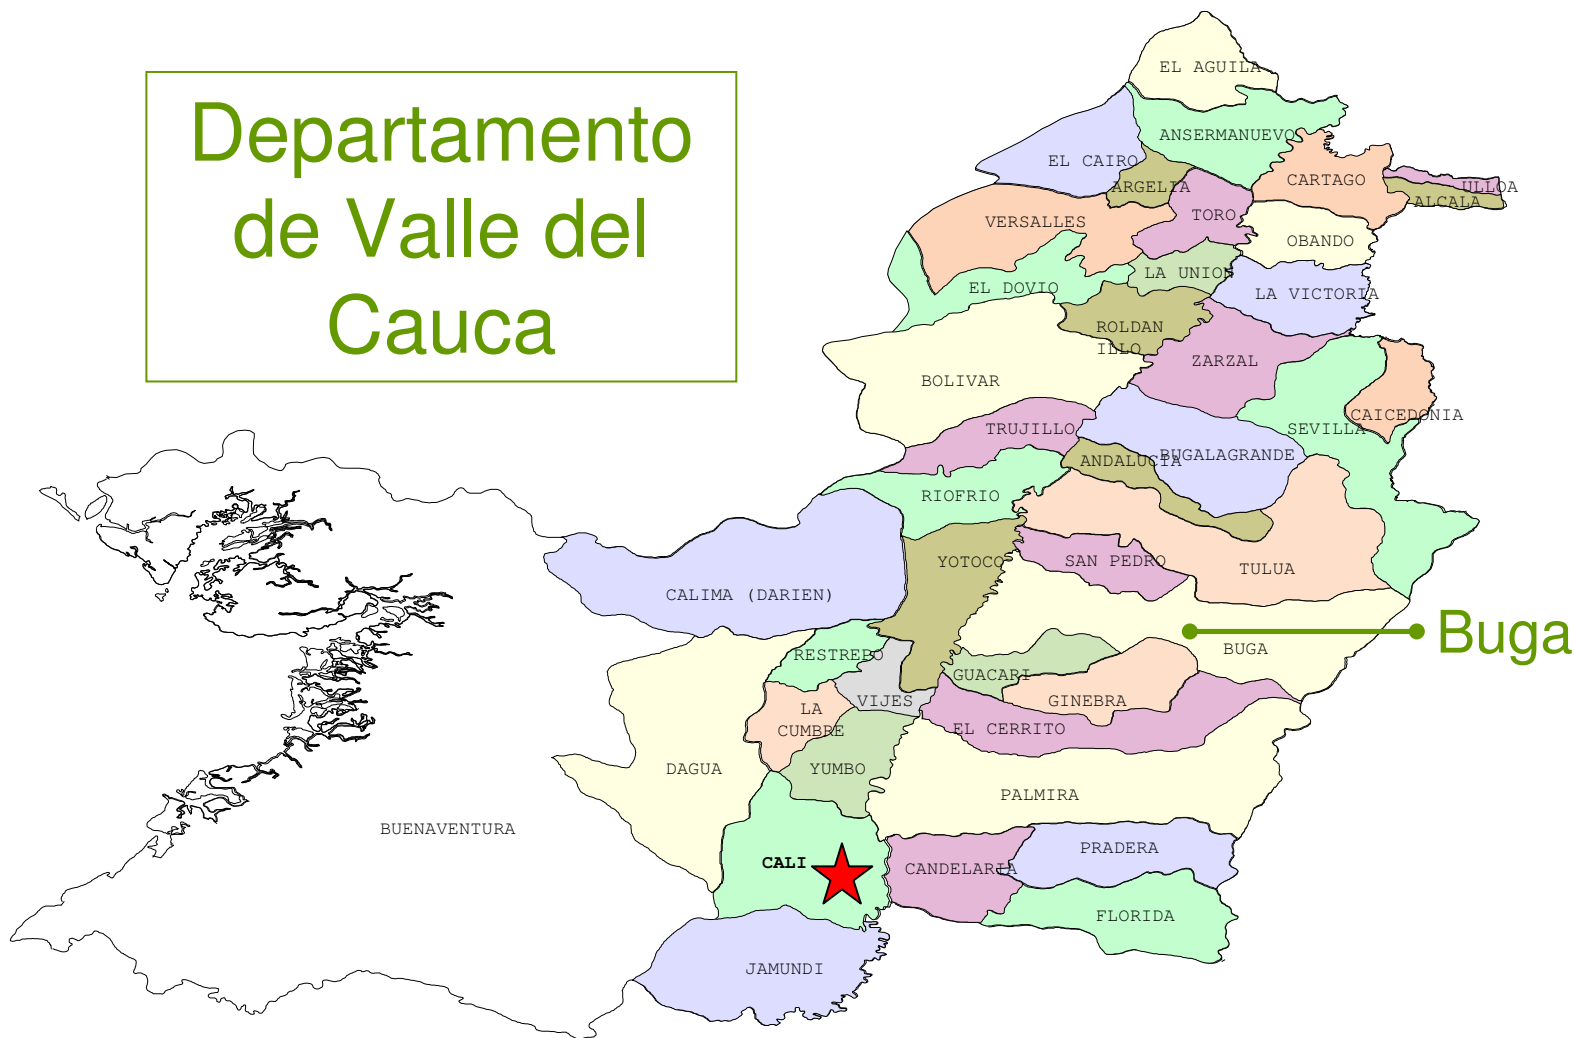 Departamento
de Valle del
Cauca
EL AGUILA
ANSERMANUEVO
EL CAIRO
ARGELIA
CARTAGO
ULLOA
ALCALA
VERSALLES
TORO
OBANDO
LA UNION
EL DOVIO
LA VICTORIA
ROLDAN
ILLO
ZARZAL
BOLIVAR
CAICEDONIA
TRUJILLO
SEVILLA
BUGALAGRANDE
ANDALUCIA
RIOFRIO
YOTOCO
SAN PEDRO
TULUA
CALIMA (DARIEN)
Buga
BUGA
RESTREPO
GUACARI
VIJES
GINEBRA
LA
CUMBRE
EL CERRITO
DAGUA
YUMBO
PALMIRA
BUENAVENTURA
PRADERA
CALI
CANDELARIA
FLORIDA
JAMUNDI